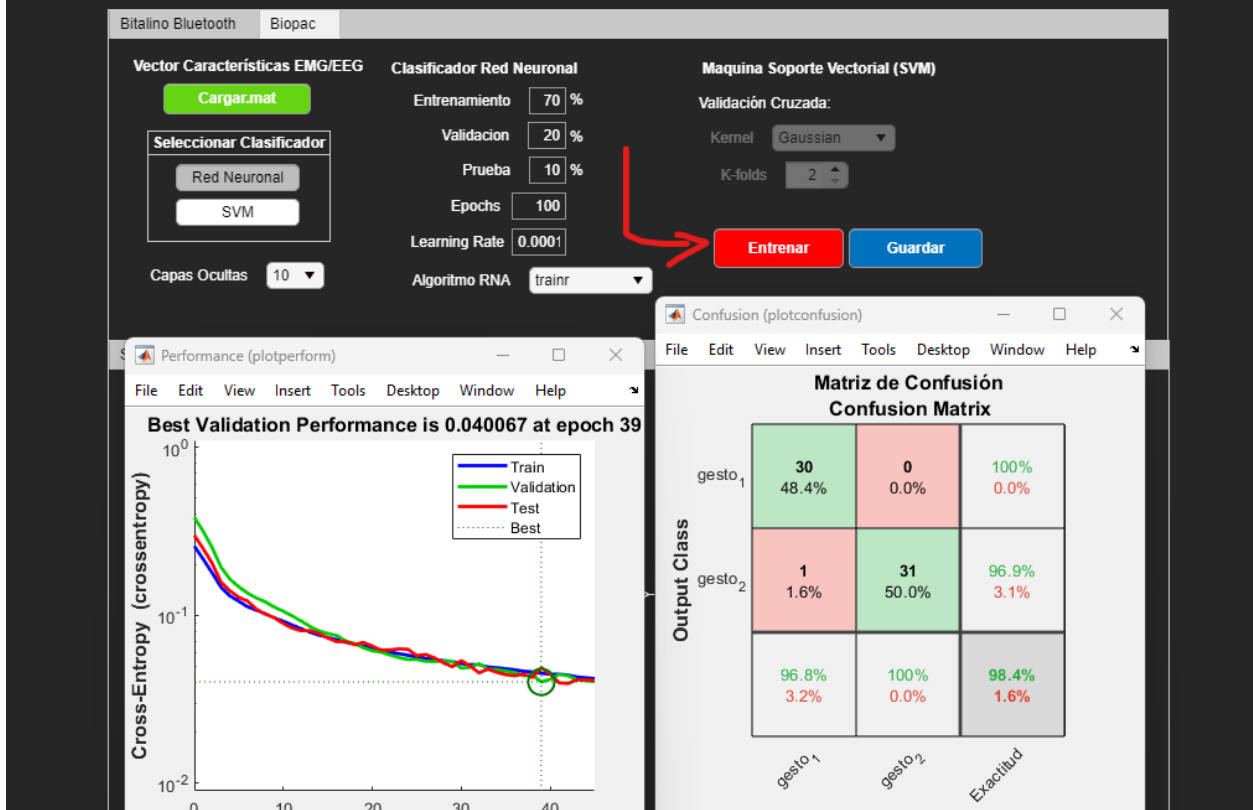 Bitalino Bluetooth
Biopac
Vector Características EMG/EEG
Cargar.mat
Seleccionar Clasificador
Red Neuronal
SVM
Capas Ocultas 10
Clasificador Red Neuronal
Entrenamiento 70 %
Validacion 20 %
Prueba 10 %
Epochs 100
Learning Rate 0.0001
Algoritmo RNA trainr
Maquina Soporte Vectorial (SVM)
Validación Cruzada:
Kernel Gaussian
K-folds 2
Entrenar
Guardar
Performance (plotperform)
File Edit View Insert Tools Desktop Window Help
Best Validation Performance is 0.040067 at epoch 39
Cross-Entropy (crossentropy)
10^0
10^-1
10^-2
Train
Validation
Test
Best
0 10 20 30 40
Confusion (plotconfusion)
File Edit View Insert Tools Desktop Window Help
Matriz de Confusión
Confusion Matrix
Output Class
gesto_1
30
48.4%
0
0.0%
100%
0.0%
gesto_2
1
1.6%
31
50.0%
96.9%
3.1%
96.8%
3.2%
100%
0.0%
98.4%
1.6%
gesto_1
gesto_2
Exactitud